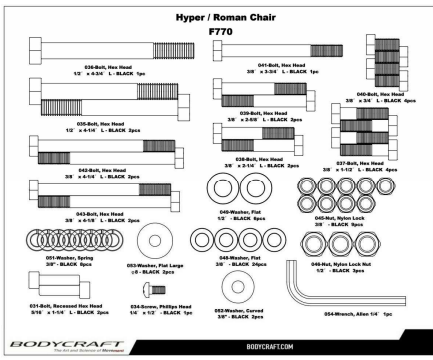 Hyper / Roman Chair
F770
036-Bolt, Hex Head
1/2" x 4-3/4" L - BLACK 1pc
041-Bolt, Hex Head
3/8" x 3-3/4" L - BLACK 1pc
040-Bolt, Hex Head
3/8" x 3/4" L - BLACK 4pcs
035-Bolt, Hex Head
1/2" x 4-1/4" L - BLACK 2pcs
039-Bolt, Hex Head
3/8" x 2-5/8" L - BLACK 2pcs
042-Bolt, Hex Head
3/8" x 4-1/4" L - BLACK 2pcs
038-Bolt, Hex Head
3/8" x 2-1/4" L - BLACK 2pcs
037-Bolt, Hex Head
3/8" x 1-1/2" L - BLACK 4pcs
043-Bolt, Hex Head
3/8" x 4-1/8" L - BLACK 2pcs
049-Washer, Flat
1/2" - BLACK 6pcs
045-Nut, Nylon Lock
3/8" - BLACK 9pcs
051-Washer, Spring
3/8" - BLACK 8pcs
053-Washer, Flat Large
φ8 - BLACK 2pcs
048-Washer, Flat
3/8" - BLACK 24pcs
046-Nut, Nylon Lock Nut
1/2" - BLACK 3pcs
031-Bolt, Recessed Hex Head
5/16" x 1-1/4" L - BLACK 2pcs
034-Screw, Phillips Head
1/4" x 1/2" - BLACK 1pc
052-Washer, Curved
3/8" - BLACK 2pcs
054-Wrench, Allen 1/4" 1pc
BODYCRAFT
The Art and Science of Movement
BODYCRAFT.COM